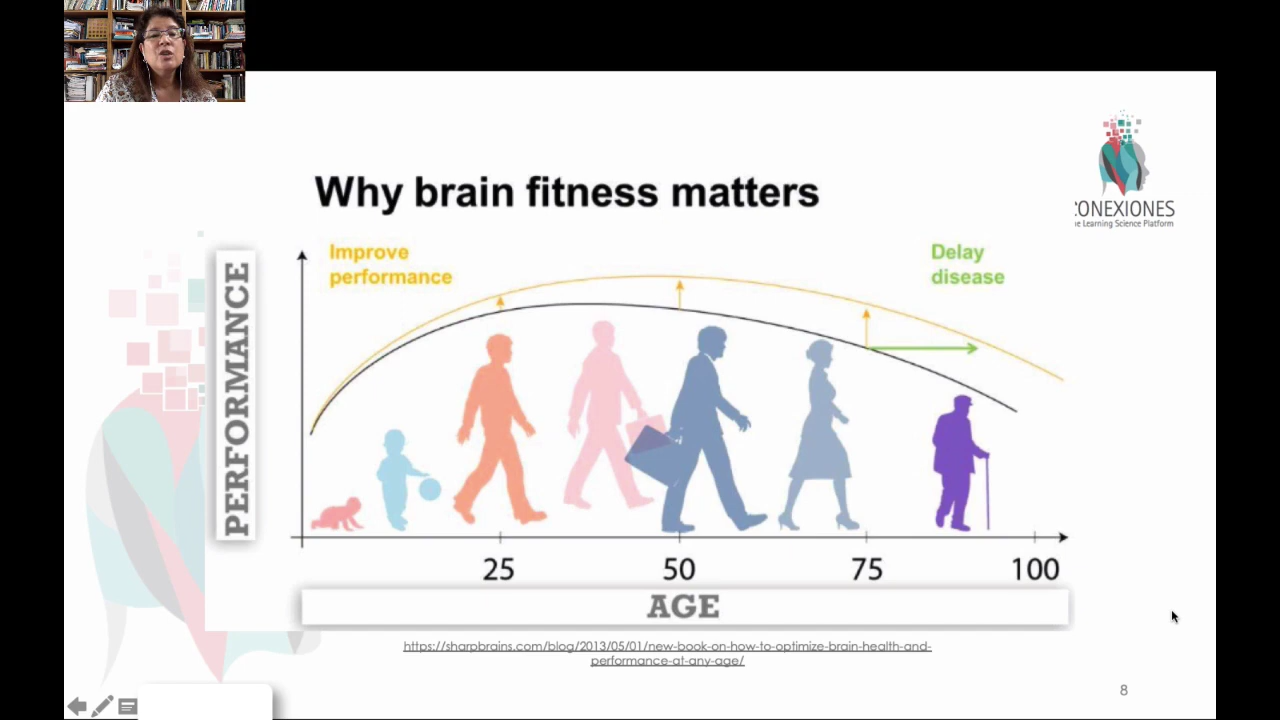 :ONEXIONES
ıe Learning Science Platform
Why brain fitness matters
Improve
performance
Delay
disease
PERFORMANCE
25 50 75 100
AGE
https://sharpbrains.com/blog/2013/05/01/new-book-on-how-to-optimize-brain-health-and-
performance-at-any-age/
8